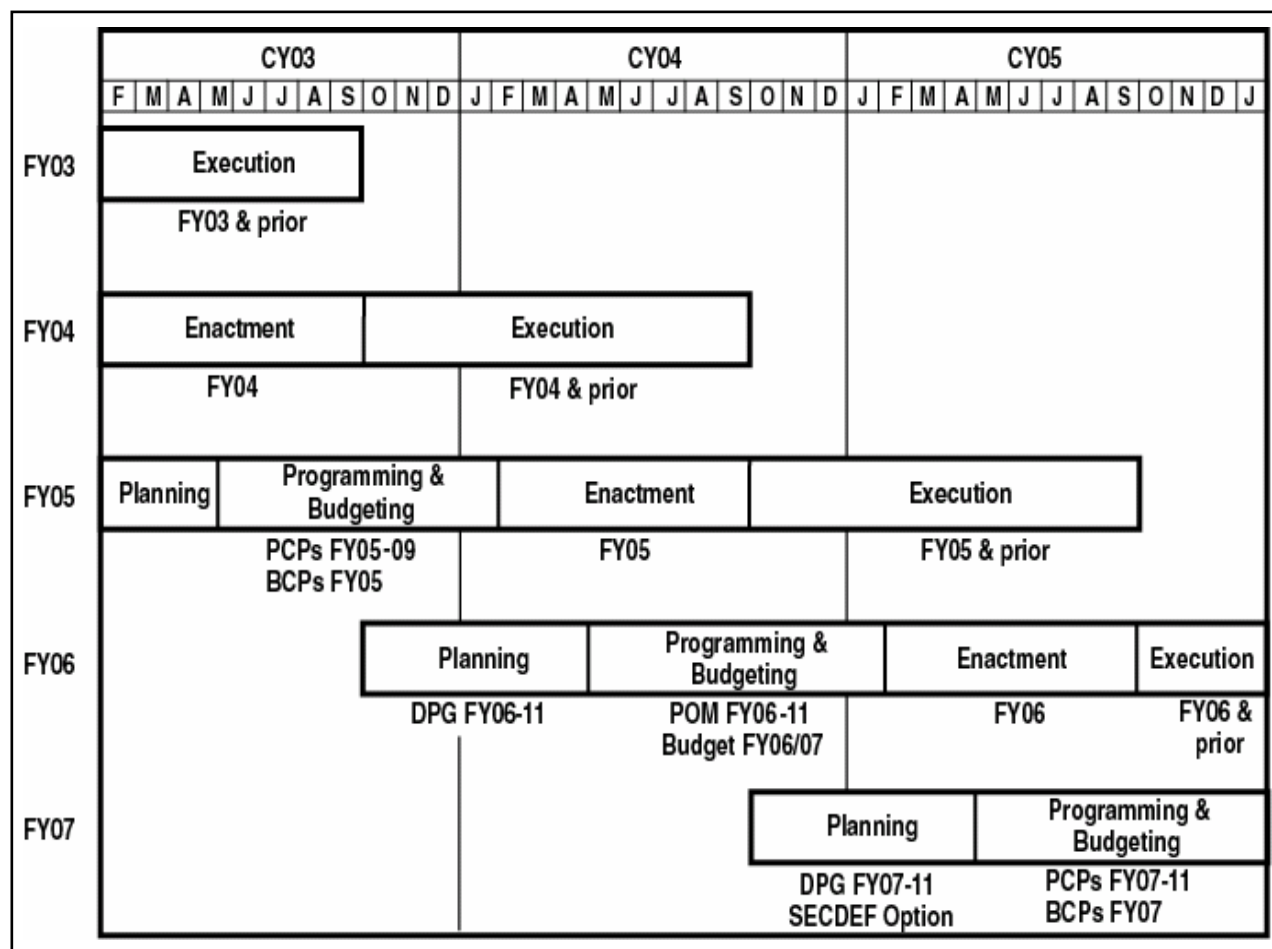 CY03 CY04 CY05
F M A M J J A S O N D J F M A M J J A S O N D J F M A M J J A S O N D J
FY03 Execution
FY03 & prior
FY04 Enactment Execution
FY04 FY04 & prior
FY05 Planning Programming & Budgeting Enactment Execution
PCPs FY05-09 FY05 FY05 & prior
BCPs FY05
FY06 Planning Programming & Budgeting Enactment Execution
DPG FY06-11 POM FY06-11 FY06 FY06 & prior
Budget FY06/07
FY07 Planning Programming & Budgeting
DPG FY07-11 PCPs FY07-11
SECDEF Option BCPs FY07